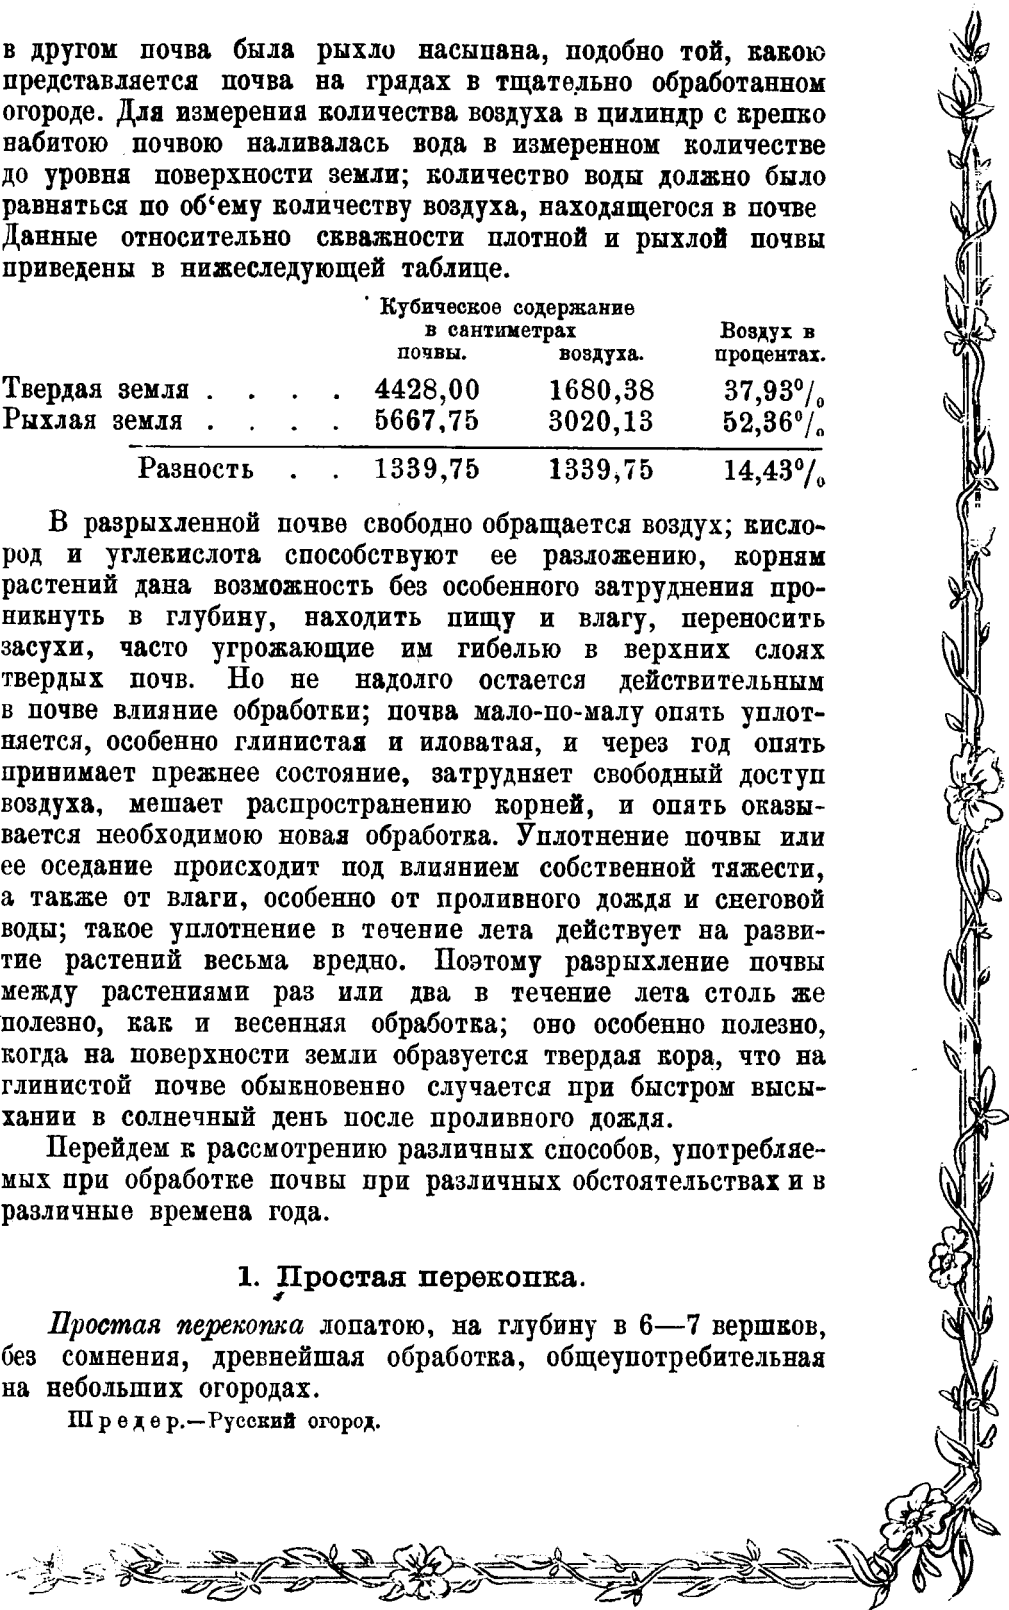 в другом почва была рыхло насыпана, подобно той, какою
представляется почва на грядах в тщательно обработанном
огороде. Для измерения количества воздуха в цилиндр с крепко
набитою почвою наливалась вода в измеренном количестве
до уровня поверхности земли; количество воды должно было
равняться по об‘ему количеству воздуха, находящегося в почве
Данные относительно скважности плотной и рыхлой почвы
приведены в нижеследующей таблице.
Кубическое содержание
в сантиметрах Воздух в
почвы. воздуха. процентах.
Твердая земля . . . . 4428,00 1680,38 37,93%
Рыхлая земля . . . . 5667,75 3020,13 52,36%
Разность . . 1339,75 1339,75 14,43%
В разрыхленной почве свободно обращается воздух; кисло-
род и углекислота способствуют ее разложению, корням
растений дана возможность без особенного затруднения про-
никнуть в глубину, находить пищу и влагу, переносить
засухи, часто угрожающие им гибелью в верхних слоях
твердых почв. Но не надолго остается действительным
в почве влияние обработки; почва мало-по-малу опять уплот-
няется, особенно глинистая и иловатая, и через год опять
принимает прежнее состояние, затрудняет свободный доступ
воздуха, мешает распространению корней, и опять оказы-
вается необходимою новая обработка. Уплотнение почвы или
ее оседание происходит под влиянием собственной тяжести,
а также от влаги, особенно от проливного дождя и снеговой
воды; такое уплотнение в течение лета действует на разви-
тие растений весьма вредно. Поэтому разрыхление почвы
между растениями раз или два в течение лета столь же
полезно, как и весенняя обработка; оно особенно полезно,
когда на поверхности земли образуется твердая кора, что на
глинистой почве обыкновенно случается при быстром высы-
хании в солнечный день после проливного дождя.
Перейдем к рассмотрению различных способов, употребляе-
мых при обработке почвы при различных обстоятельствах и в
различные времена года.
1. Простая перекопка.
Простая перекопка лопатою, на глубину в 6—7 вершков,
без сомнения, древнейшая обработка, общеупотребительная
на небольших огородах.
Шредер.—Русский огород.